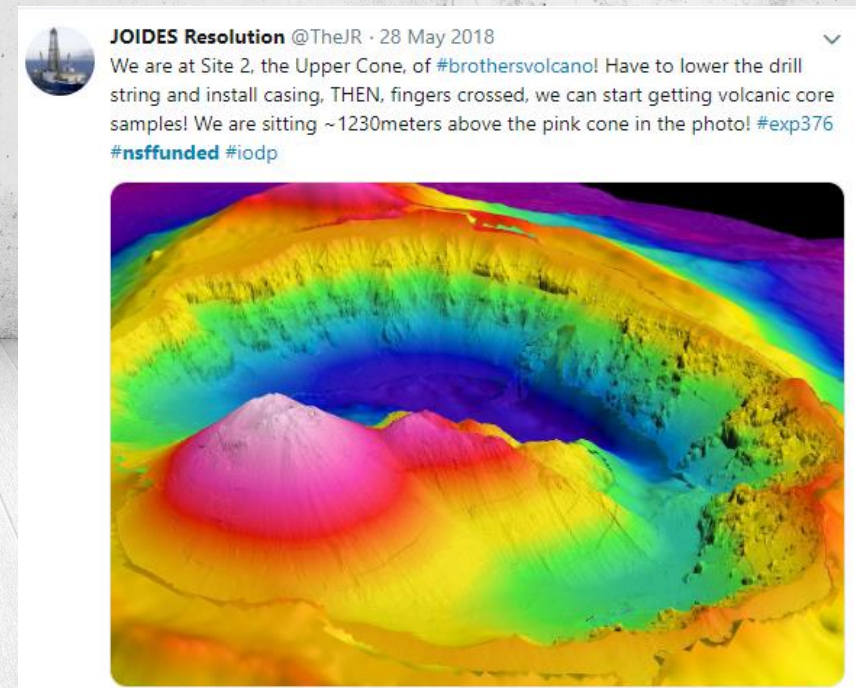 JOIDES Resolution @TheJR · 28 May 2018
We are at Site 2, the Upper Cone, of #brothersvolcano! Have to lower the drill
string and install casing, THEN, fingers crossed, we can start getting volcanic core
samples! We are sitting ~1230meters above the pink cone in the photo! #exp376
#nsffunded #iodp